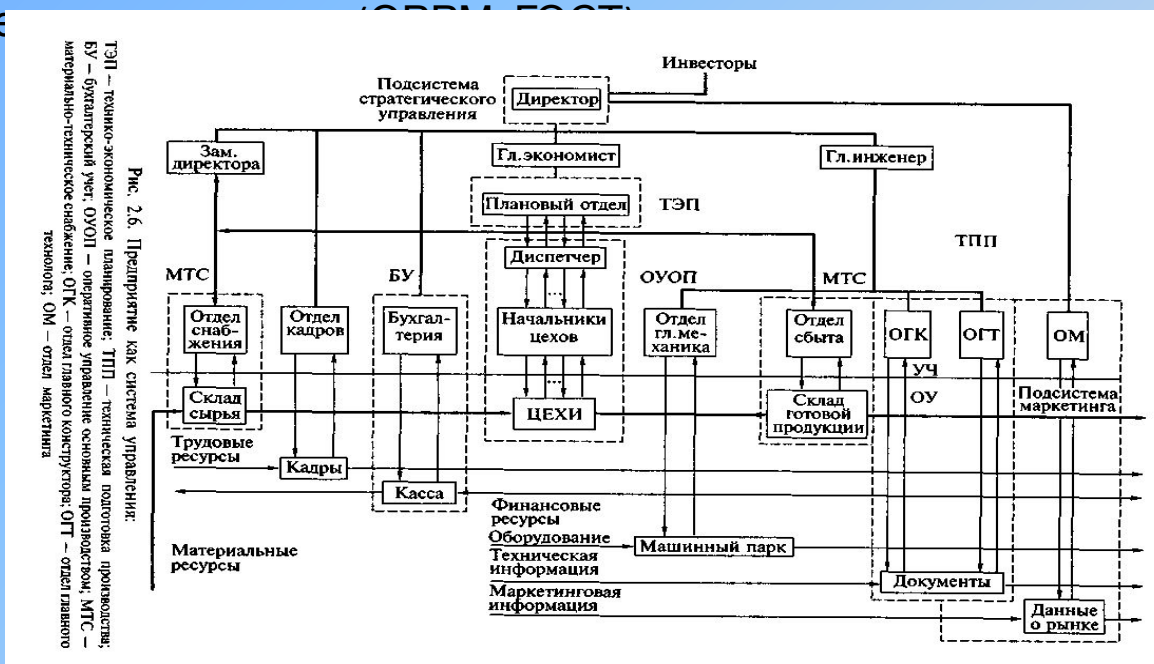 Рис. 2.6. Предприятие как система управления:
ТЭП — технико-экономическое планирование; ТПП — техническая подготовка производства;
БУ — бухгалтерский учет; ОУОП — оперативное управление основным производством; МТС —
материально-техническое снабжение; ОГК — отдел главного конструктора; ОГТ — отдел главного
технолога; ОМ — отдел маркетинга
Инвесторы
Подсистема
стратегического
управления
Директор
Зам.
директора
Гл.экономист
Гл.инженер
Плановый отдел
ТЭП
ТПП
Диспетчер
МТС
БУ
ОУОП
МТС
Отдел
снаб-
жения
Отдел
кадров
Бухгал-
терия
Начальники
цехов
Отдел
гл.ме-
ханика
Отдел
сбыта
ОГК
ОГТ
ОМ
УЧ
ОУ
Склад
сырья
ЦЕХИ
Склад
готовой
продукции
Подсистема
маркетинга
Трудовые
ресурсы
Кадры
Касса
Финансовые
ресурсы
Оборудование
Машинный парк
Материальные
ресурсы
Техническая
информация
Документы
Маркетинговая
информация
Данные
о рынке